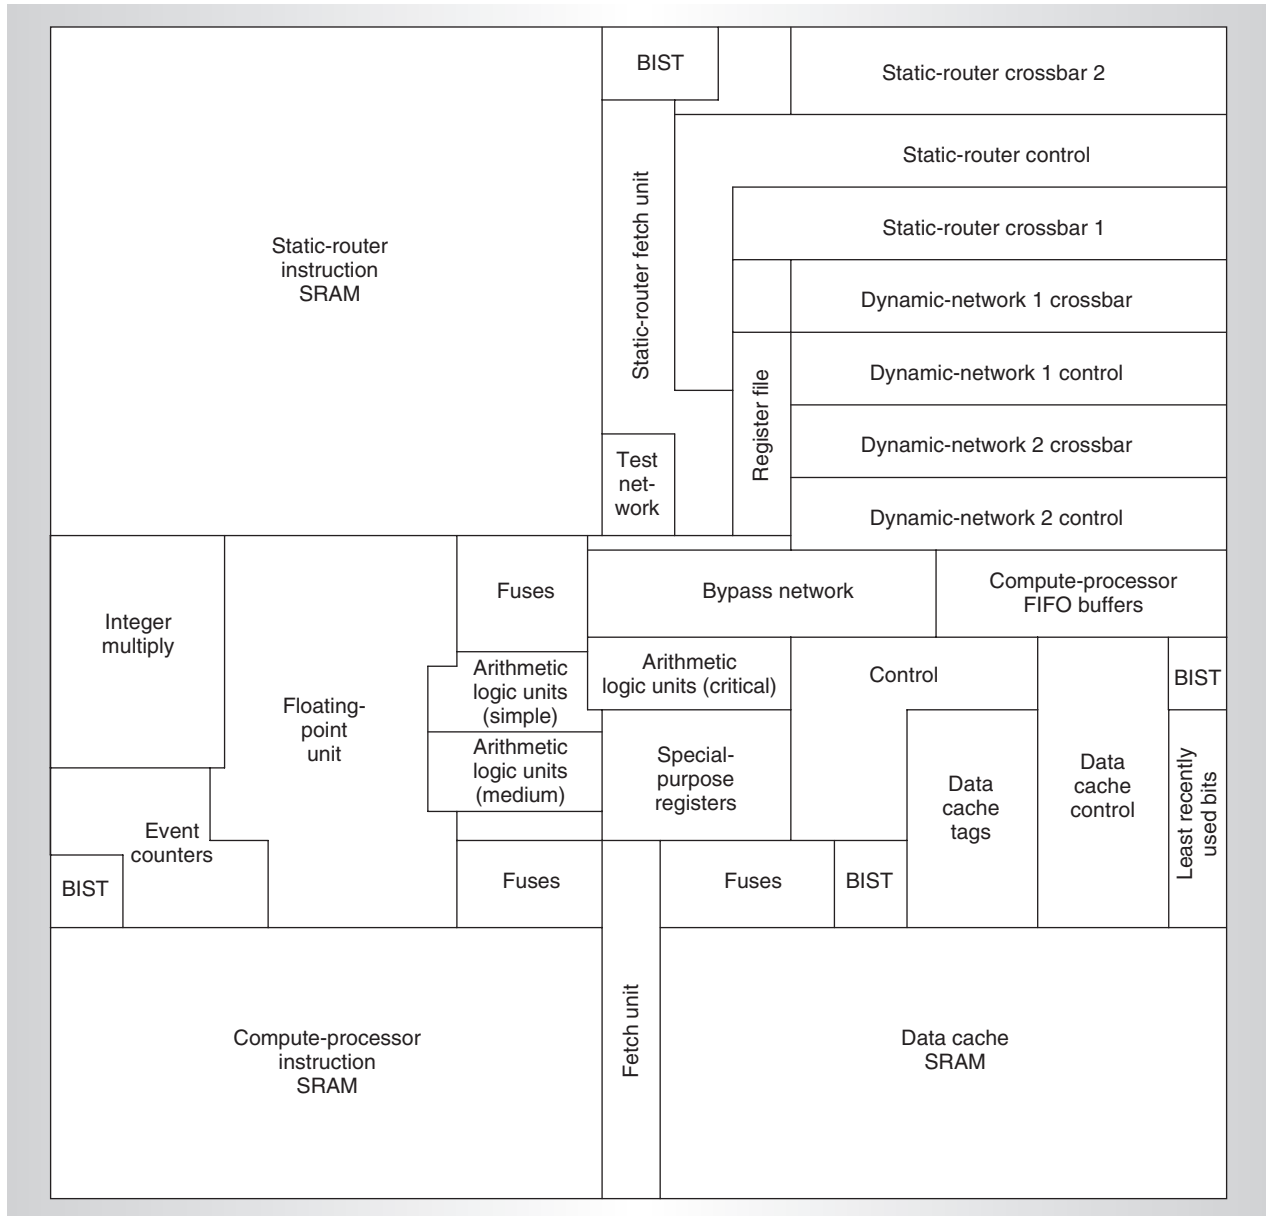 BIST
Static-router crossbar 2
Static-router control
Static-router fetch unit
Static-router crossbar 1
Static-router
instruction
SRAM
Dynamic-network 1 crossbar
Dynamic-network 1 control
Register file
Dynamic-network 2 crossbar
Test
net-
work
Dynamic-network 2 control
Integer
multiply
Fuses
Bypass network
Compute-processor
FIFO buffers
Floating-
point
unit
Arithmetic
logic units
(simple)
Arithmetic
logic units (critical)
Control
BIST
Arithmetic
logic units
(medium)
Special-
purpose
registers
Data
cache
tags
Data
cache
control
Least recently
used bits
Event
counters
BIST
Fuses
Fuses
BIST
Compute-processor
instruction
SRAM
Fetch unit
Data cache
SRAM